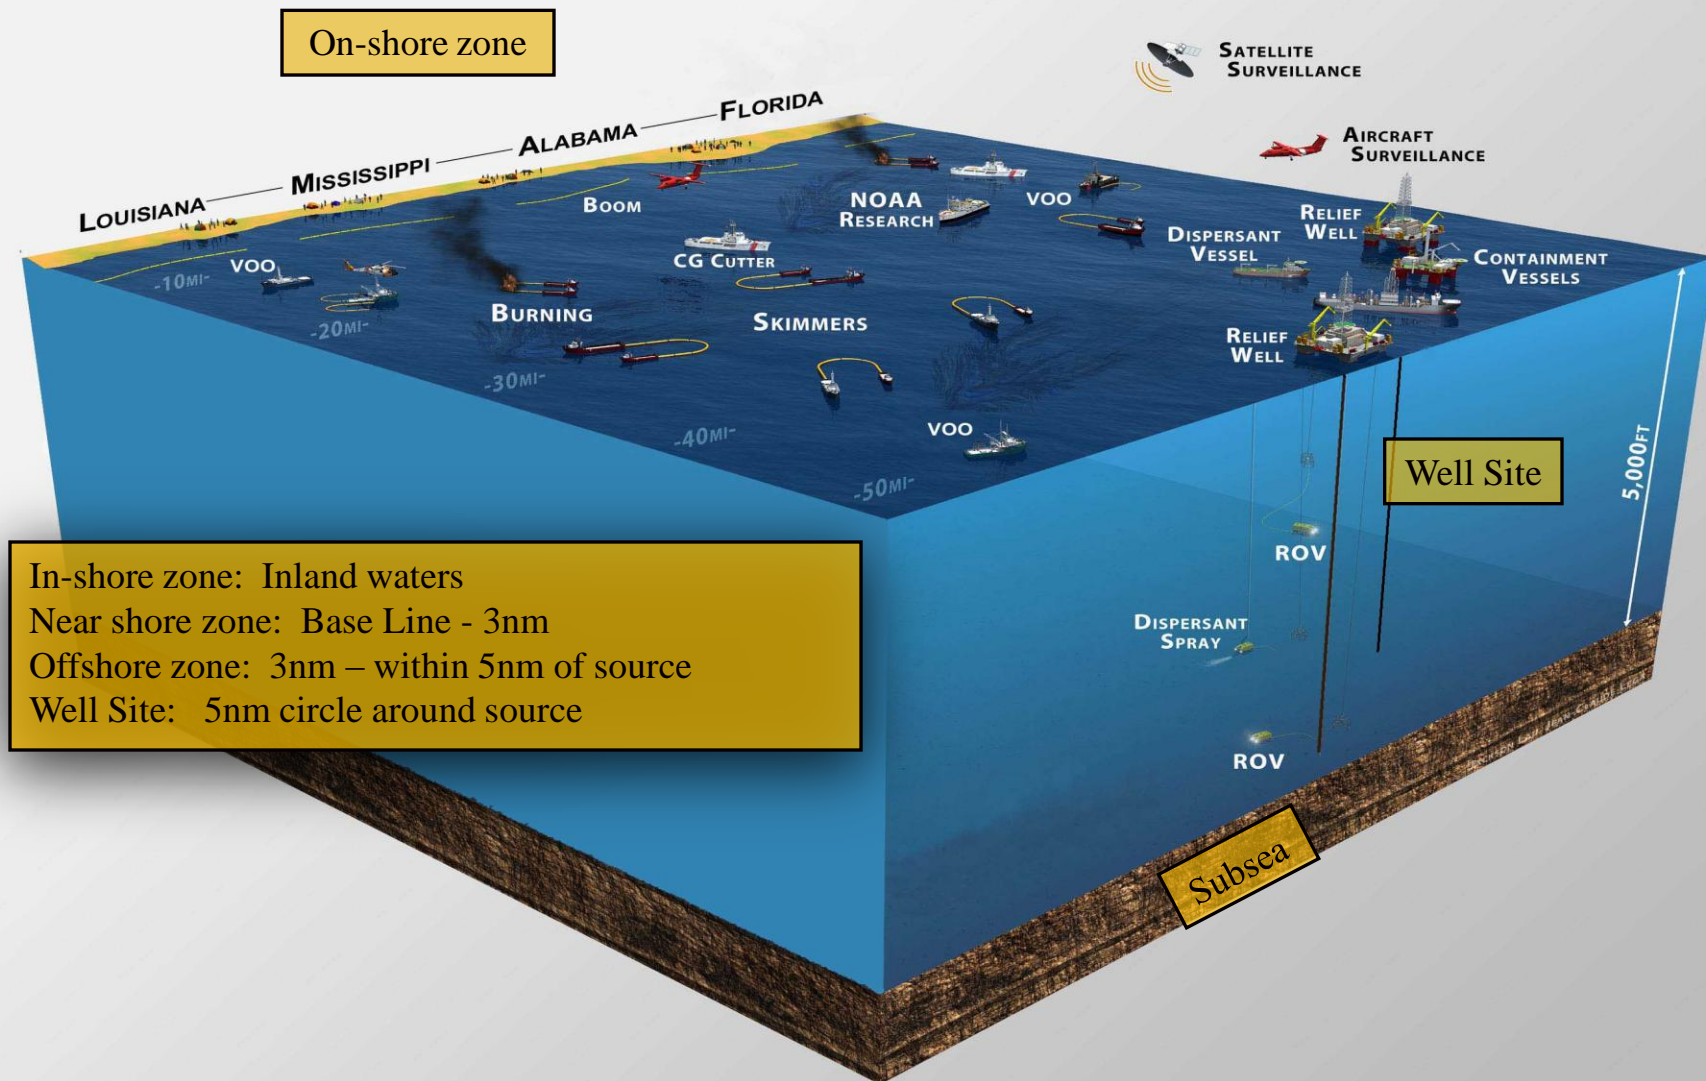 On-shore zone
SATELLITE
SURVEILLANCE
AIRCRAFT
SURVEILLANCE
LOUISIANA
MISSISSIPPI
ALABAMA
FLORIDA
BOOM
NOAA
RESEARCH
VOO
RELIEF
WELL
DISPERSANT
VESSEL
CONTAINMENT
VESSELS
VOO
CG CUTTER
-10MI-
BURNING
SKIMMERS
-20MI-
RELIEF
WELL
-30MI-
-40MI-
VOO
-50MI-
Well Site
5,000FT
ROV
In-shore zone: Inland waters
Near shore zone: Base Line - 3nm
Offshore zone: 3nm – within 5nm of source
Well Site: 5nm circle around source
DISPERSANT
SPRAY
ROV
Subsea